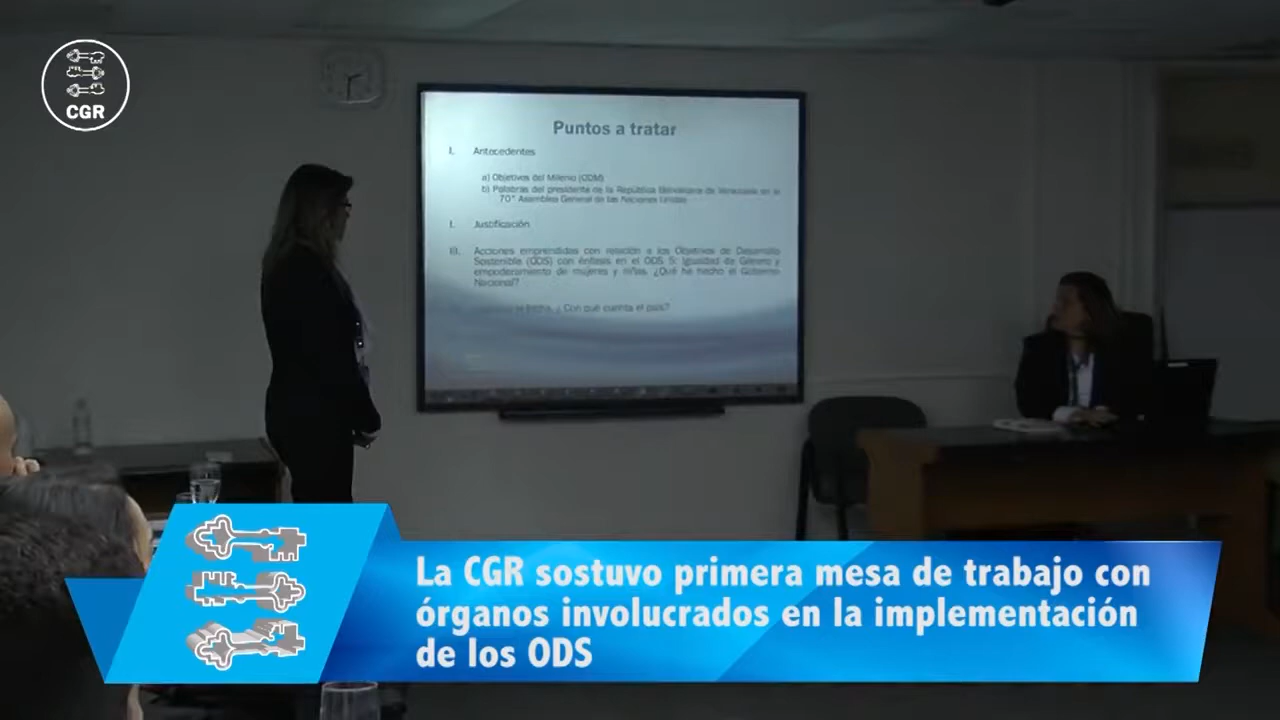 CGR
Puntos a tratar
I. Antecedentes
a) Objetivos del Milenio (ODM)
b) Palabras del presidente de la República Bolivariana de Venezuela en la
70° Asamblea General de las Naciones Unidas
I. Justificación
III. Acciones emprendidas con relación a los Objetivos de Desarrollo
Sostenible (ODS) con énfasis en el ODS 5: Igualdad de Género y
empoderamiento de mujeres y niñas. ¿Qué ha hecho el Gobierno
Nacional?
la fecha, ¿Con qué cuenta el país?
La CGR sostuvo primera mesa de trabajo con
órganos involucrados en la implementación
de los ODS